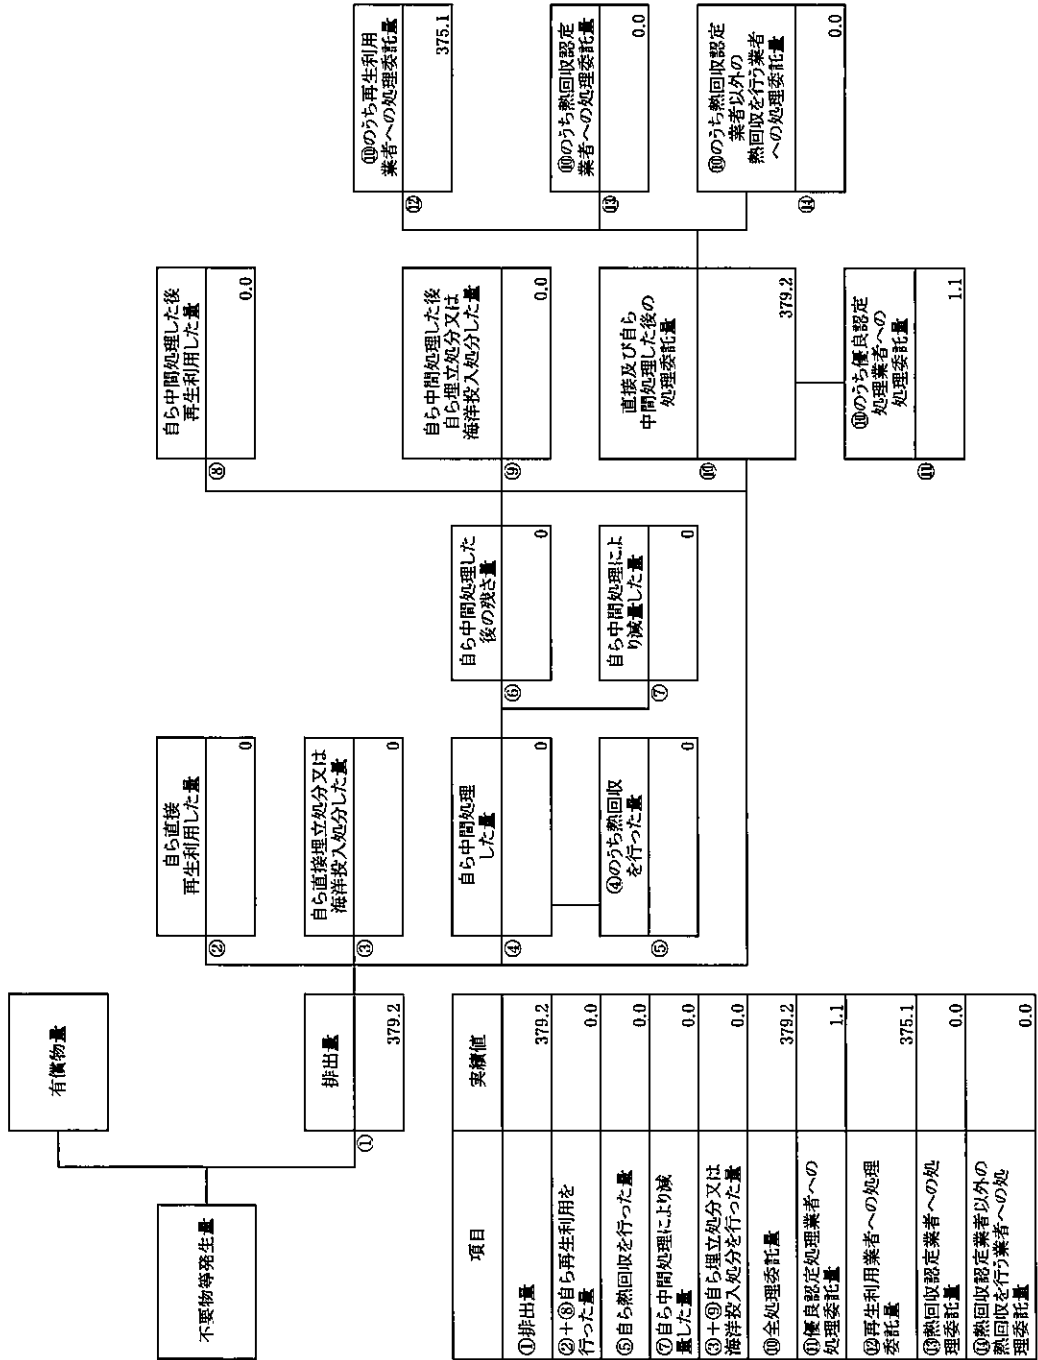 有償物量
不要物等発生量
排出量
①
379.2
自ら直接
再生利用した量
②
0
自ら直接埋立処分又は
海洋投入処分した量
③
0
自ら中間処理
した量
④
0
④のうち熱回収
を行った量
⑤
0
自ら中間処理した
後の残さ量
⑥
0
自ら中間処理によ
り減量した量
⑦
0
自ら中間処理した後
再生利用した量
⑧
0.0
自ら中間処理した後
自ら埋立処分又は
海洋投入処分した量
⑨
0.0
直接及び自ら
中間処理した後の
処理委託量
⑩
379.2
⑩のうち優良認定
処理業者への
処理委託量
⑪
1.1
⑩のうち再生利用
業者への処理委託量
⑫
375.1
⑩のうち熱回収認定
業者への処理委託量
⑬
0.0
⑩のうち熱回収認定
業者以外の
熱回収を行う業者
への処理委託量
⑭
0.0
項目 実績値
①排出量 379.2
②+⑧自ら再生利用を
行った量 0.0
⑤自ら熱回収を行った量 0.0
⑦自ら中間処理により減
量した量 0.0
③+⑨自ら埋立処分又は
海洋投入処分を行った量 0.0
⑩全処理委託量 379.2
⑪優良認定処理業者への
処理委託量 1.1
⑫再生利用業者への処理
委託量 375.1
⑬熱回収認定業者への処
理委託量 0.0
⑭熱回収認定業者以外の
熱回収を行う業者への処
理委託量 0.0